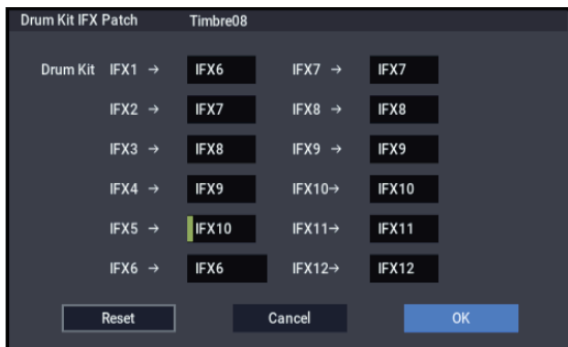 Drum Kit IFX Patch Timbre08
Drum Kit IFX1 → IFX6 IFX7 → IFX7
IFX2 → IFX7 IFX8 → IFX8
IFX3 → IFX8 IFX9 → IFX9
IFX4 → IFX9 IFX10→ IFX10
IFX5 → IFX10 IFX11→ IFX11
IFX6 → IFX6 IFX12→ IFX12
Reset Cancel OK